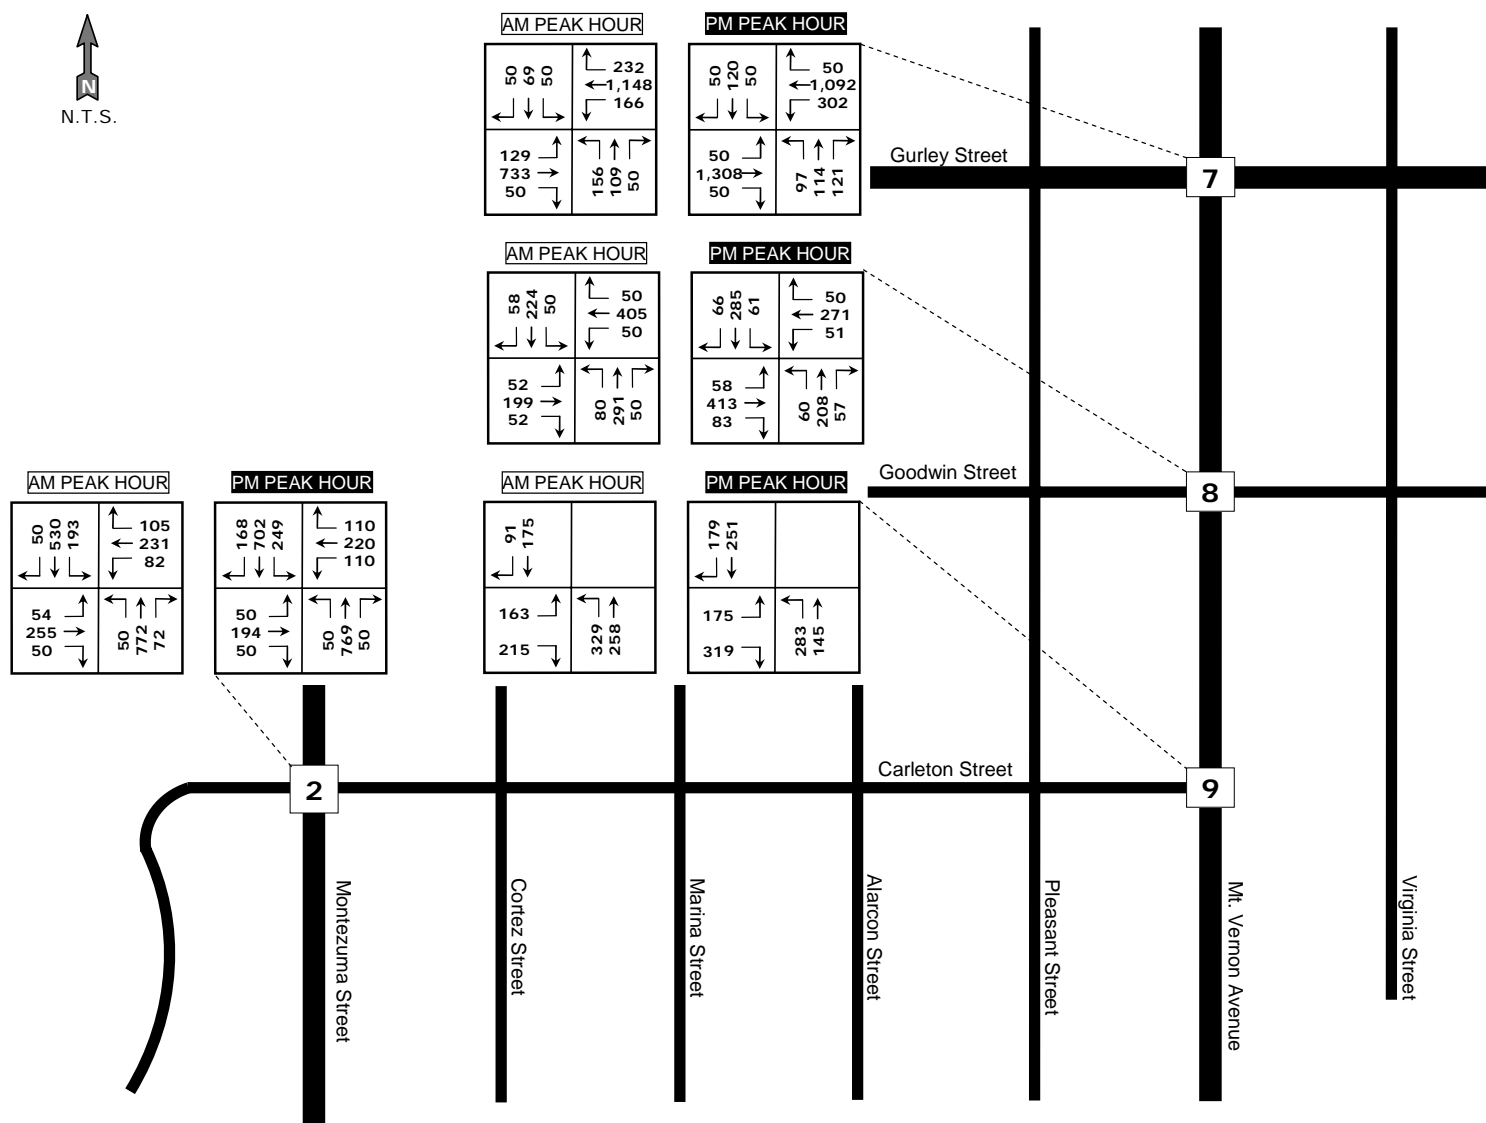 N
N.T.S.
AM PEAK HOUR
PM PEAK HOUR
50 69 50
232
1,148
166
129
733
50
156 109 50
50 120 50
50
1,092
302
50
1,308
50
97 114 121
Gurley Street
7
AM PEAK HOUR
PM PEAK HOUR
58 224 50
50
405
50
52
199
52
80 291 50
66 285 61
50
271
51
58
413
83
60 208 57
Goodwin Street
8
AM PEAK HOUR
PM PEAK HOUR
50 530 193
105
231
82
54
255
50
50 772 72
168 702 249
110
220
110
50
194
50
50 769 50
AM PEAK HOUR
PM PEAK HOUR
91 175
163
215
329 258
179 251
175
319
283 145
Carleton Street
2
9
Montezuma Street
Cortez Street
Marina Street
Alarcon Street
Pleasant Street
Mt. Vernon Avenue
Virginia Street